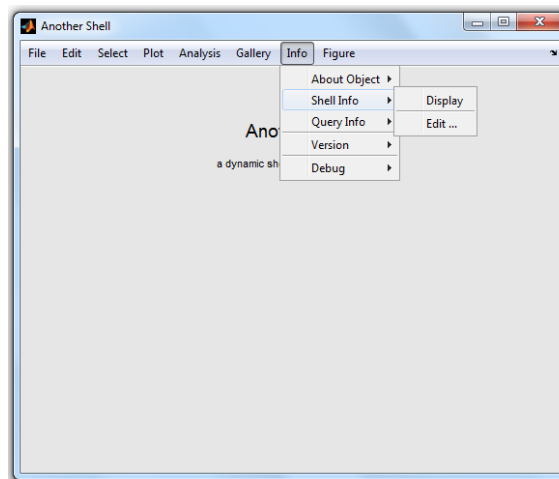 Another Shell
File Edit Select Plot Analysis Gallery Info Figure
About Object
Shell Info
Display
Query Info
Edit ...
Ano
Version
a dynamic sh
Debug